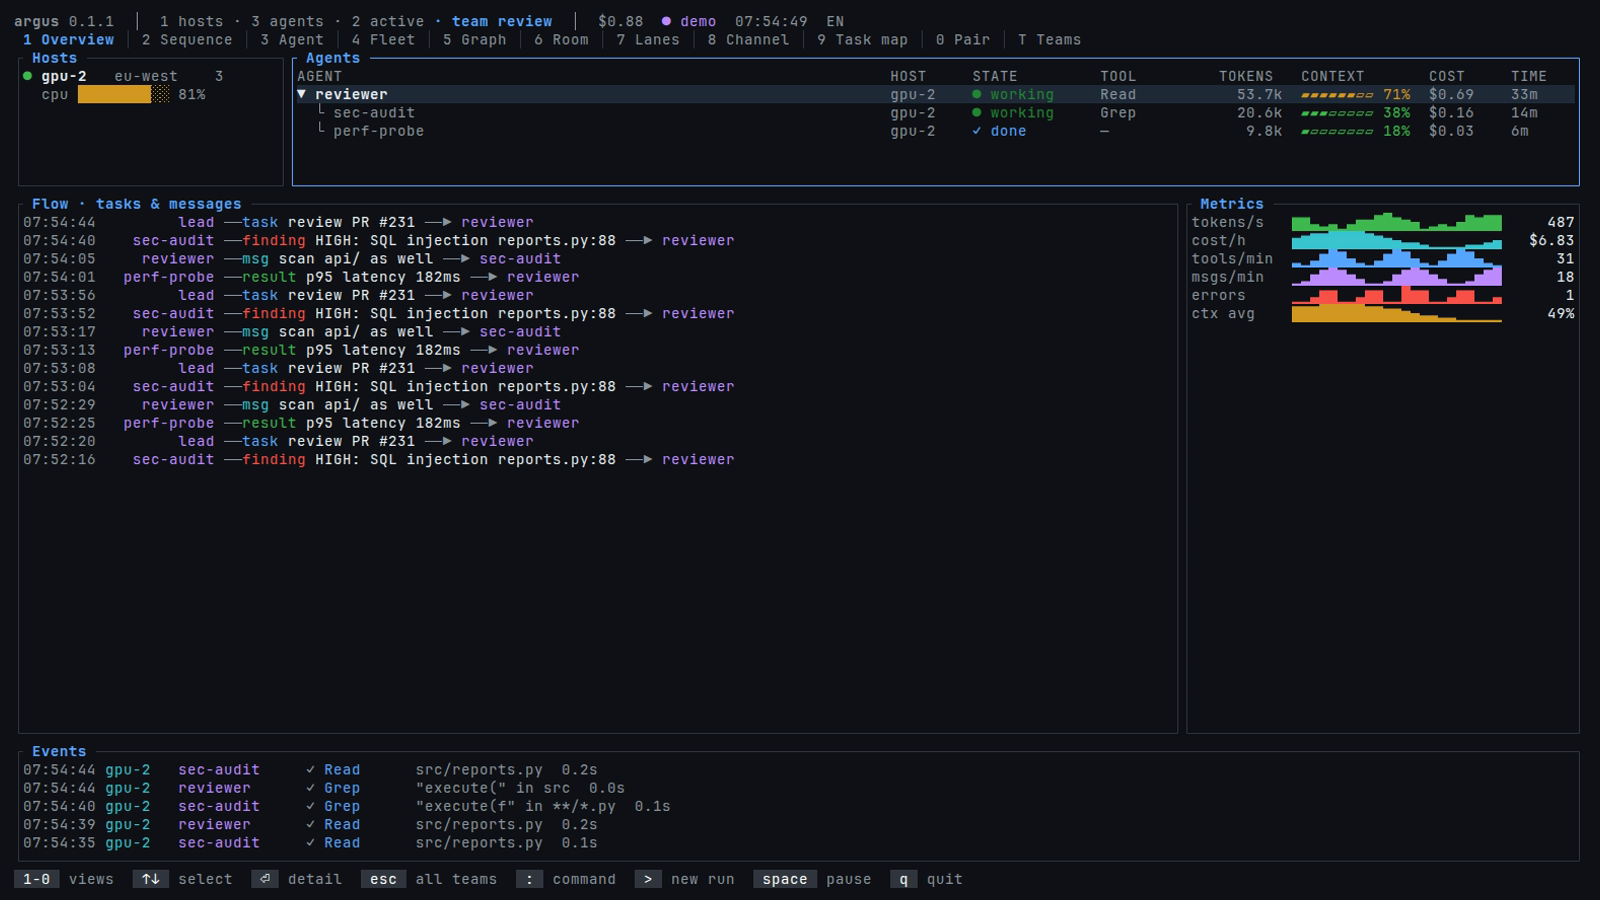 argus 0.1.1 │ 1 hosts · 3 agents · 2 active · team review │ $0.88 ● demo 07:54:49 EN
1 Overview │ 2 Sequence │ 3 Agent │ 4 Fleet │ 5 Graph │ 6 Room │ 7 Lanes │ 8 Channel │ 9 Task map │ 0 Pair │ T Teams
Hosts
● gpu-2 eu-west 3
cpu 81%
Agents
AGENT HOST STATE TOOL TOKENS CONTEXT COST TIME
▼ reviewer gpu-2 ● working Read 53.7k ▰▰▰▰▰▰▱▱ 71% $0.69 33m
└ sec-audit gpu-2 ● working Grep 20.6k ▰▰▰▱▱▱▱▱ 38% $0.16 14m
└ perf-probe gpu-2 ✓ done — 9.8k ▰▱▱▱▱▱▱▱ 18% $0.03 6m
Flow · tasks & messages
07:54:44 lead ──task review PR #231 ──▶ reviewer
07:54:40 sec-audit ──finding HIGH: SQL injection reports.py:88 ──▶ reviewer
07:54:05 reviewer ──msg scan api/ as well ──▶ sec-audit
07:54:01 perf-probe ──result p95 latency 182ms ──▶ reviewer
07:53:56 lead ──task review PR #231 ──▶ reviewer
07:53:52 sec-audit ──finding HIGH: SQL injection reports.py:88 ──▶ reviewer
07:53:17 reviewer ──msg scan api/ as well ──▶ sec-audit
07:53:13 perf-probe ──result p95 latency 182ms ──▶ reviewer
07:53:08 lead ──task review PR #231 ──▶ reviewer
07:53:04 sec-audit ──finding HIGH: SQL injection reports.py:88 ──▶ reviewer
07:52:29 reviewer ──msg scan api/ as well ──▶ sec-audit
07:52:25 perf-probe ──result p95 latency 182ms ──▶ reviewer
07:52:20 lead ──task review PR #231 ──▶ reviewer
07:52:16 sec-audit ──finding HIGH: SQL injection reports.py:88 ──▶ reviewer
Metrics
tokens/s 487
cost/h $6.83
tools/min 31
msgs/min 18
errors 1
ctx avg 49%
Events
07:54:44 gpu-2 sec-audit ✓ Read src/reports.py 0.2s
07:54:44 gpu-2 reviewer ✓ Grep "execute(" in src 0.0s
07:54:40 gpu-2 sec-audit ✓ Grep "execute(f" in **/*.py 0.1s
07:54:39 gpu-2 reviewer ✓ Read src/reports.py 0.2s
07:54:35 gpu-2 sec-audit ✓ Read src/reports.py 0.1s
1-0 views ↑↓ select ⏎ detail esc all teams : command > new run space pause q quit